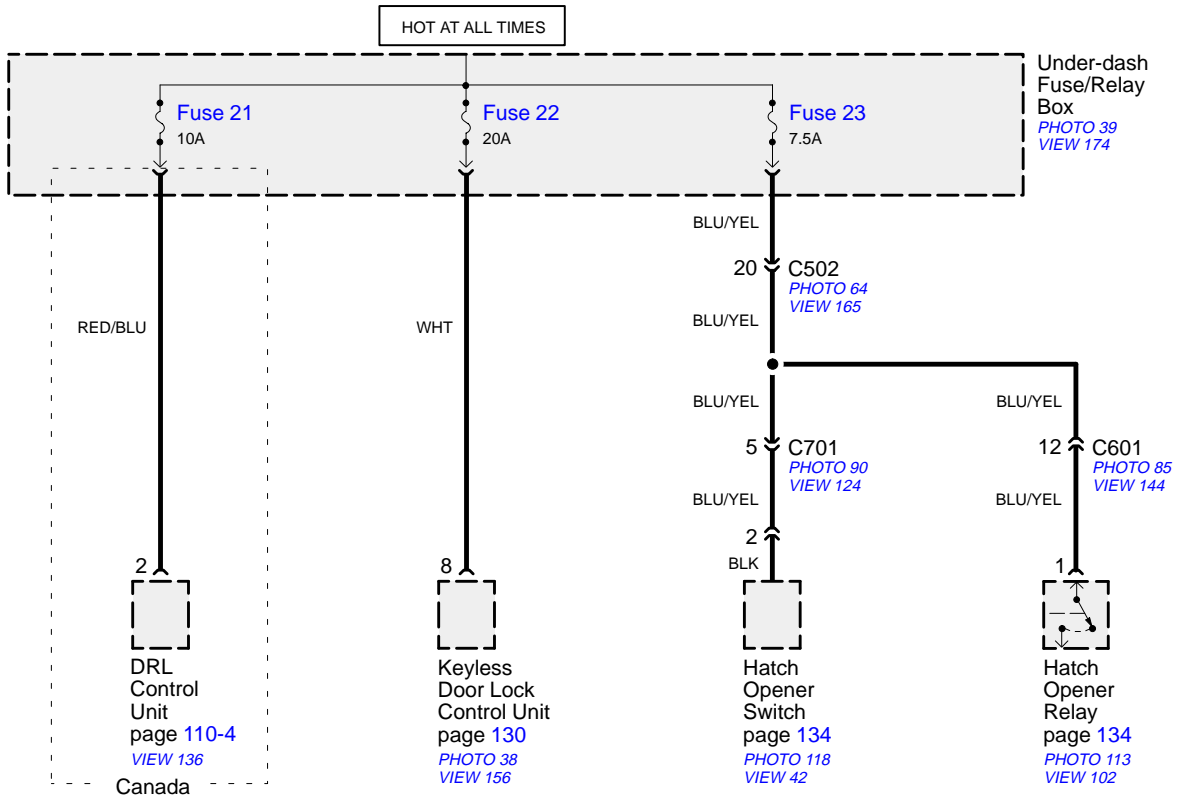 HOT AT ALL TIMES
Under-dash
Fuse/Relay
Box
PHOTO 39
VIEW 174
Fuse 21
10A
Fuse 22
20A
Fuse 23
7.5A
BLU/YEL
20 C502
PHOTO 64
VIEW 165
RED/BLU
WHT
BLU/YEL
BLU/YEL
BLU/YEL
5 C701
PHOTO 90
VIEW 124
12 C601
PHOTO 85
VIEW 144
BLU/YEL
BLU/YEL
2
BLK
2
8
1
DRL
Control
Unit
page 110-4
VIEW 136
Keyless
Door Lock
Control Unit
page 130
PHOTO 38
VIEW 156
Hatch
Opener
Switch
page 134
PHOTO 118
VIEW 42
Hatch
Opener
Relay
page 134
PHOTO 113
VIEW 102
Canada